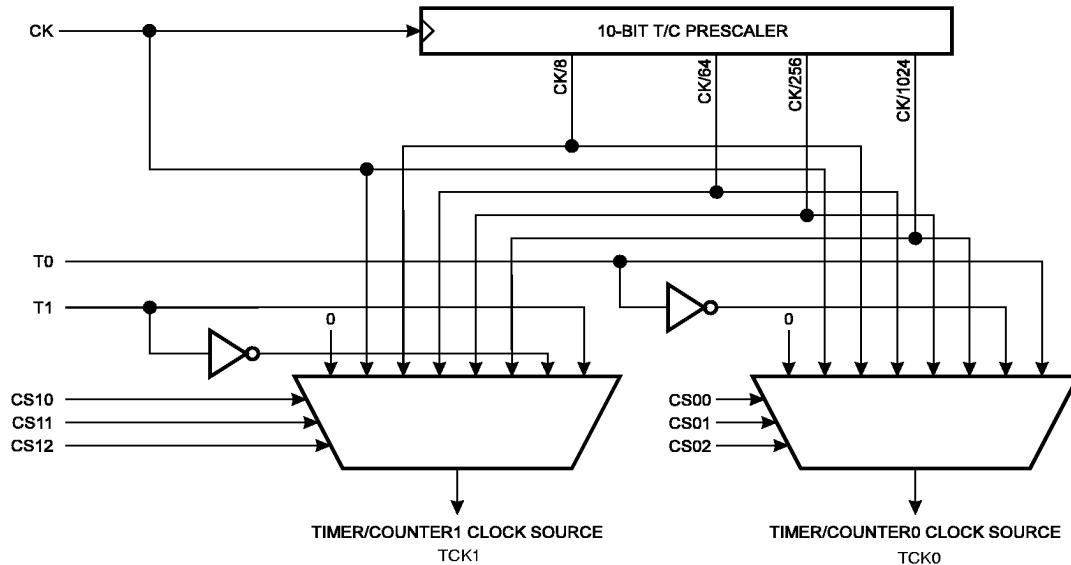 CK
10-BIT T/C PRESCALER
CK/8
CK/64
CK/256
CK/1024
T0
T1
0
0
CS10
CS11
CS12
CS00
CS01
CS02
TIMER/COUNTER1 CLOCK SOURCE
TCK1
TIMER/COUNTER0 CLOCK SOURCE
TCK0